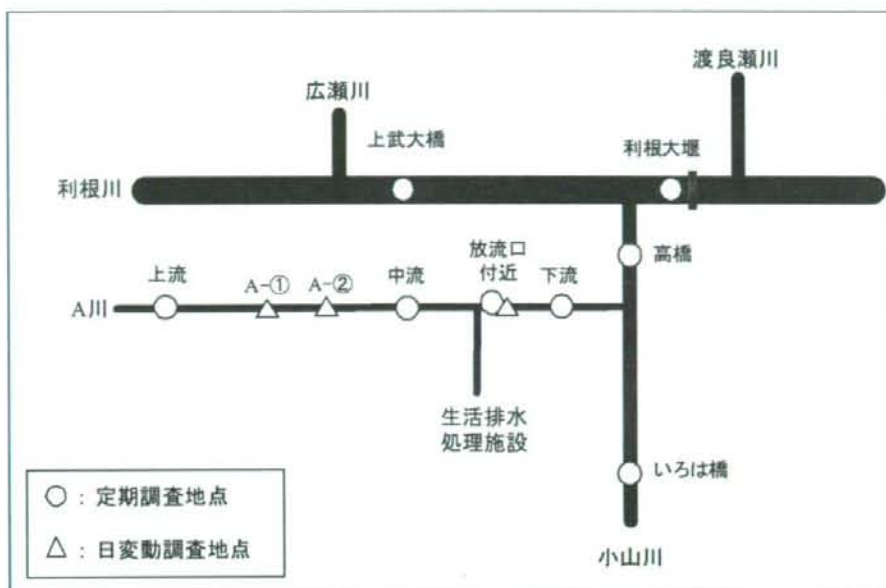 渡良瀬川
広瀬川
上武大橋
利根大堰
利根川
放流口
付近
高橋
上流
A-①
A-②
中流
下流
A川
生活排水
処理施設
いろは橋
○：定期調査地点
△：日変動調査地点
小山川